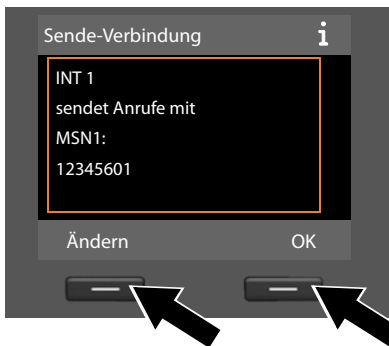 Sende-Verbindung i
INT 1
sendet Anrufe mit
MSN1:
12345601
Ändern OK